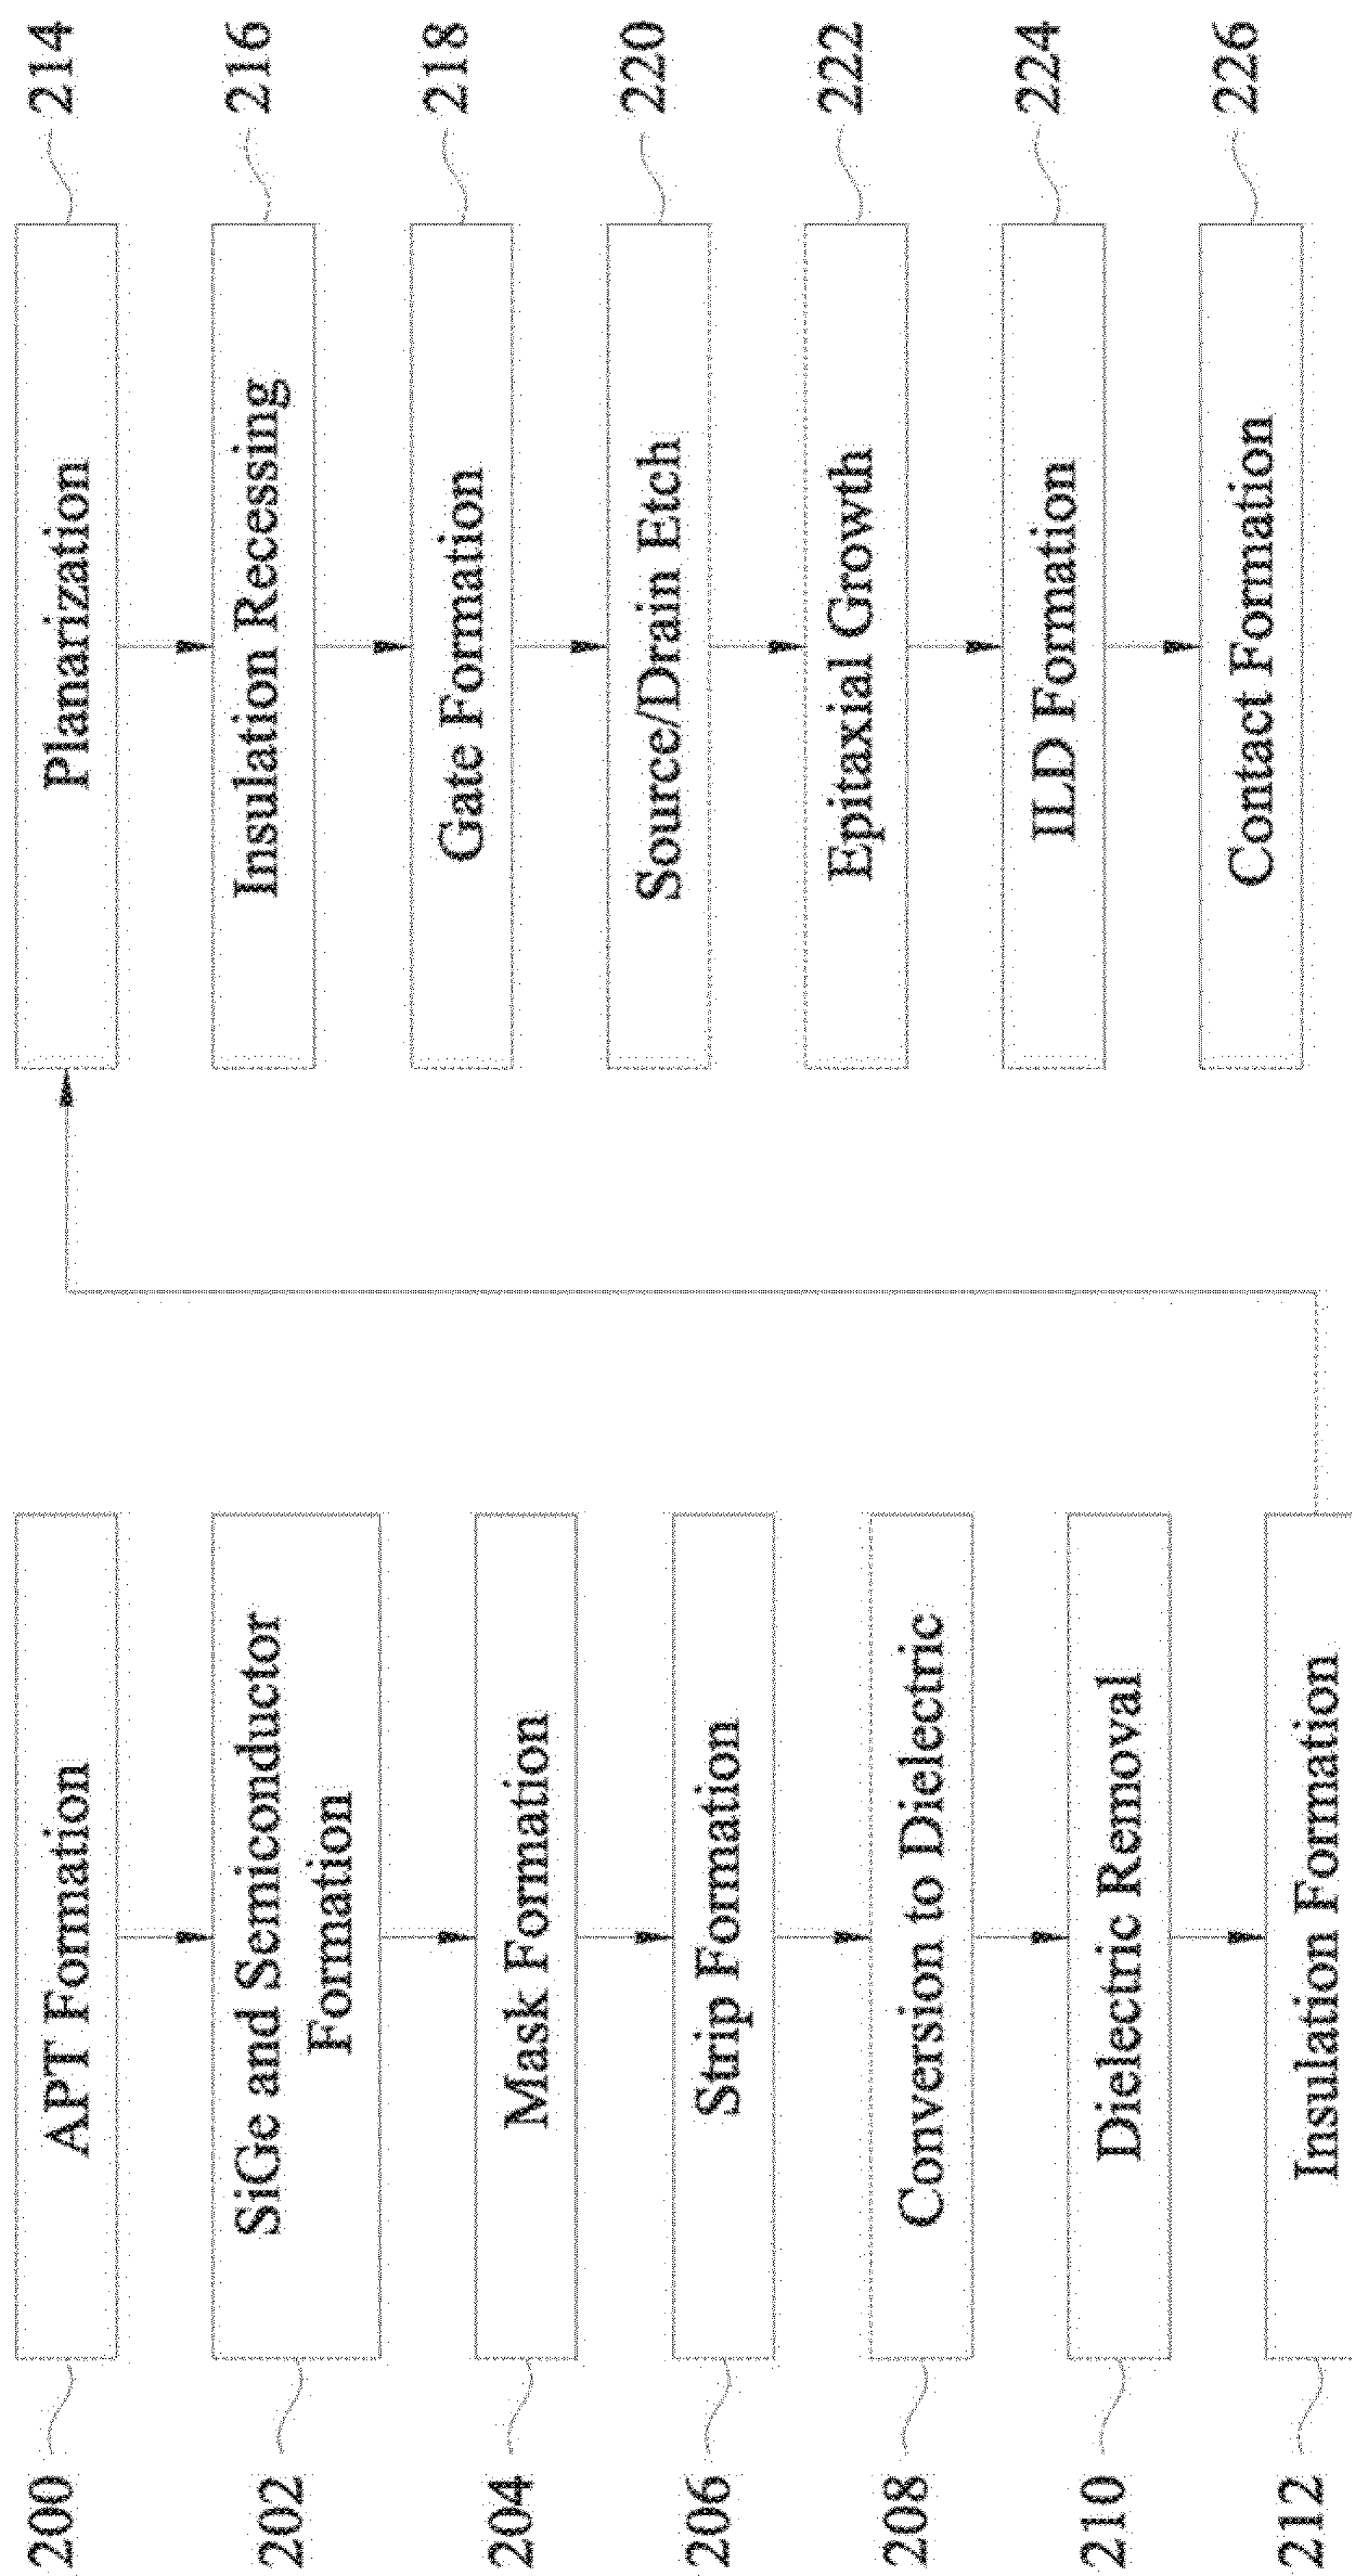 200
APT Formation
202
SiGe and Semiconductor
Formation
204
Mask Formation
206
Strip Formation
208
Conversion to Dielectric
210
Dielectric Removal
212
Insulation Formation
Planarization
214
Insulation Recessing
216
Gate Formation
218
Source/Drain Etch
220
Epitaxial Growth
222
ILD Formation
224
Contact Formation
226